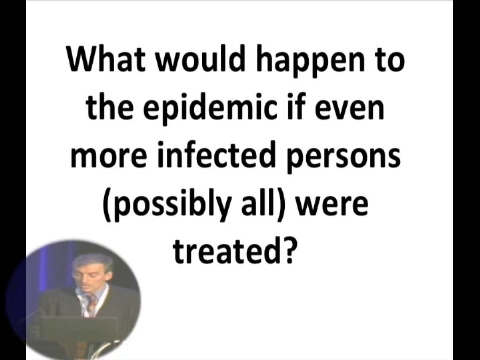 What would happen to
the epidemic if even
more infected persons
(possibly all) were
treated?